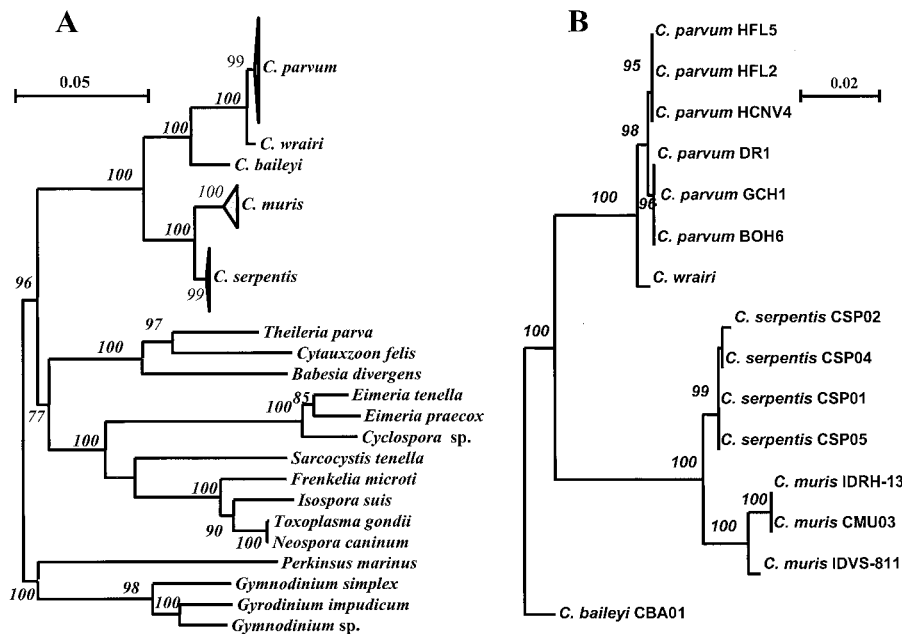 A
0.05
99
C. parvum
100
100
C. wrairi
C. baileyi
100
100
C. muris
100
C. serpentis
99
96
97
Theileria parva
100
Cytauxzoon felis
Babesia divergens
77
85
Eimeria tenella
100
Eimeria praecox
Cyclospora sp.
100
Sarcocystis tenella
100
Frenkelia microti
Isospora suis
90
Toxoplasma gondii
100
Neospora caninum
Perkinsus marinus
100
98
Gymnodinium simplex
100
Gyrodinium impudicum
Gymnodinium sp.
B
0.02
C. parvum HFL5
95
C. parvum HFL2
C. parvum HCNV4
98
C. parvum DR1
100
96
C. parvum GCH1
C. parvum BOH6
C. wrairi
100
C. serpentis CSP02
C. serpentis CSP04
99
C. serpentis CSP01
C. serpentis CSP05
100
C. muris IDRH-13
100
C. muris CMU03
100
C. muris IDVS-811
C. baileyi CBA01